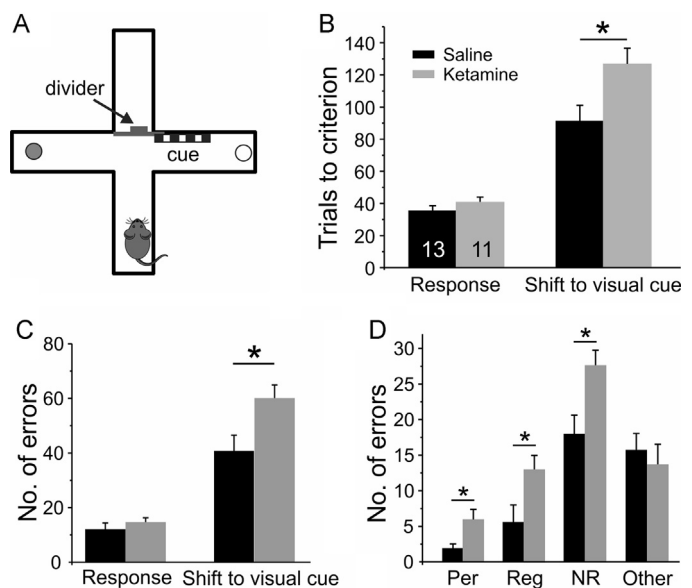 A
divider
cue
B
Trials to criterion
140
120
100
80
60
40
20
0
Saline
Ketamine
*
13
11
Response
Shift to visual cue
C
No. of errors
80
60
40
20
0
*
Response
Shift to visual cue
D
No. of errors
30
25
20
15
10
5
0
*
*
*
Per
Reg
NR
Other